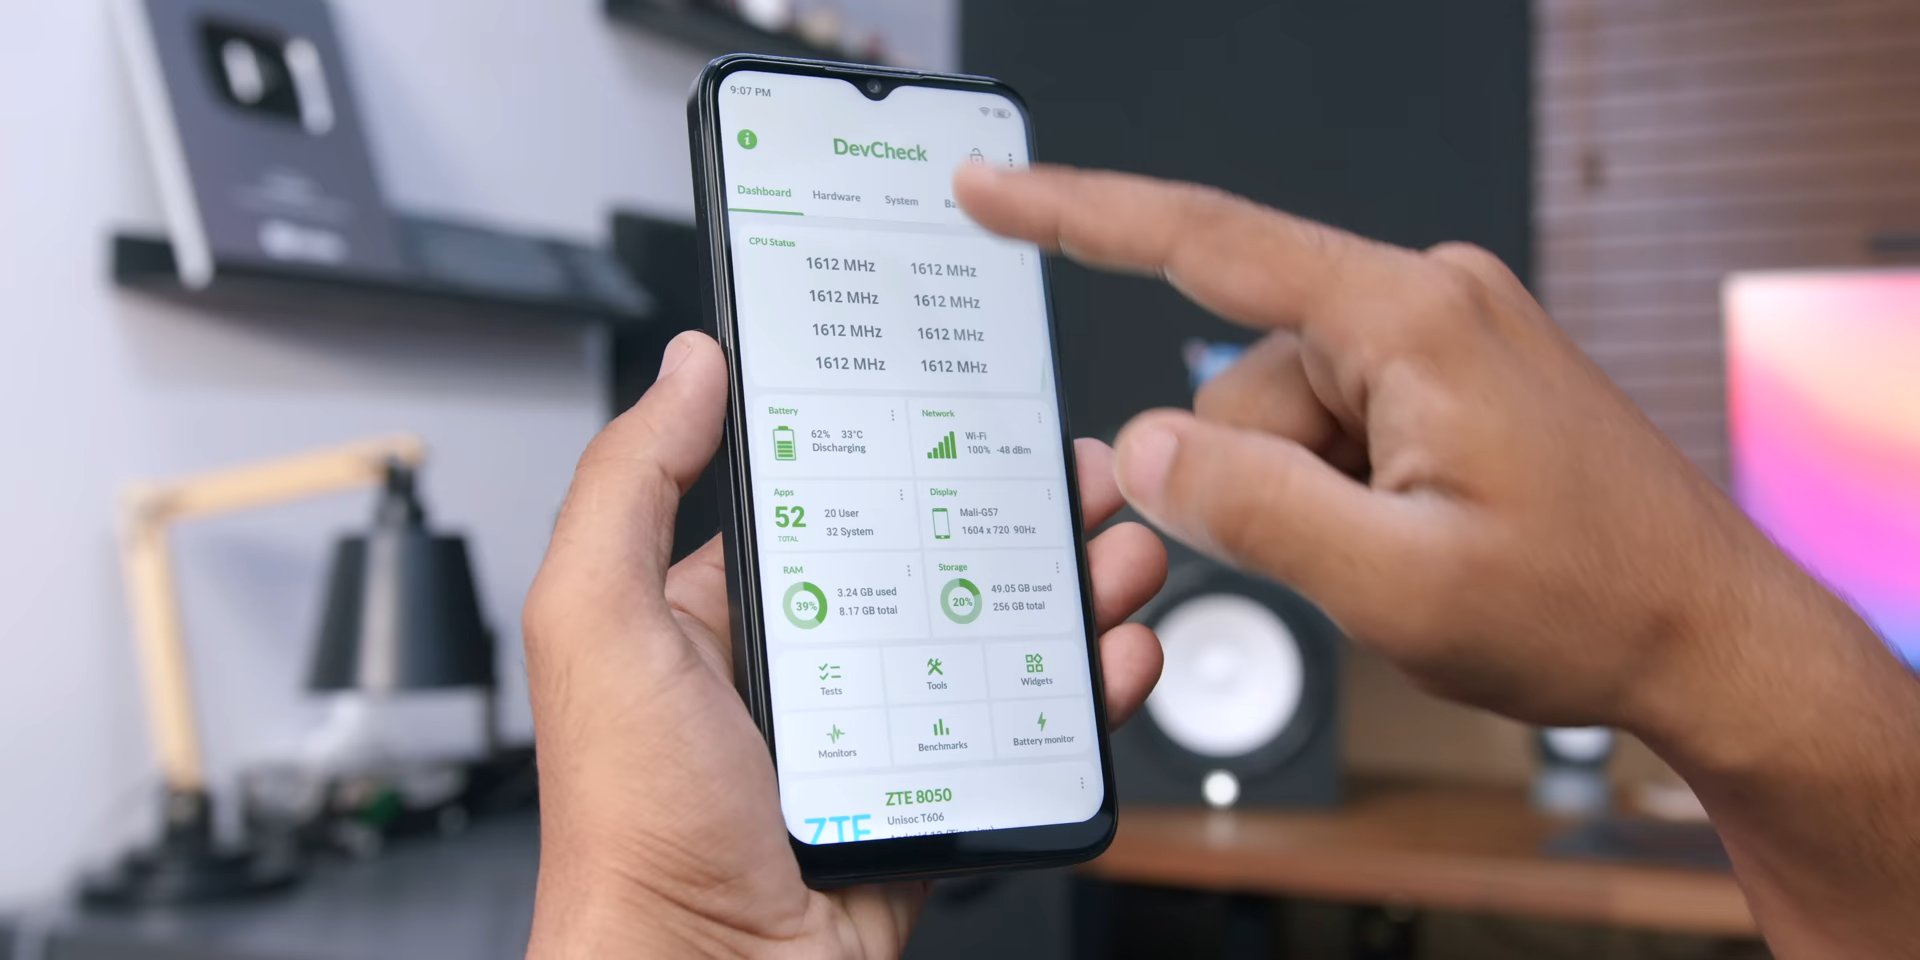 9:07 PM
DevCheck
Dashboard Hardware System
CPU Status
1612 MHz 1612 MHz
1612 MHz 1612 MHz
1612 MHz 1612 MHz
1612 MHz 1612 MHz
Battery
62% 33°C
Discharging
Network
Wi-Fi
100% -48 dBm
Apps
52
TOTAL
20 User
32 System
Display
Mali-G57
1604 x 720 90Hz
RAM
39%
3.24 GB used
8.17 GB total
Storage
20%
49.05 GB used
256 GB total
Tests Tools Widgets
Monitors Benchmarks Battery monitor
ZTE
ZTE 8050
Unisoc T606